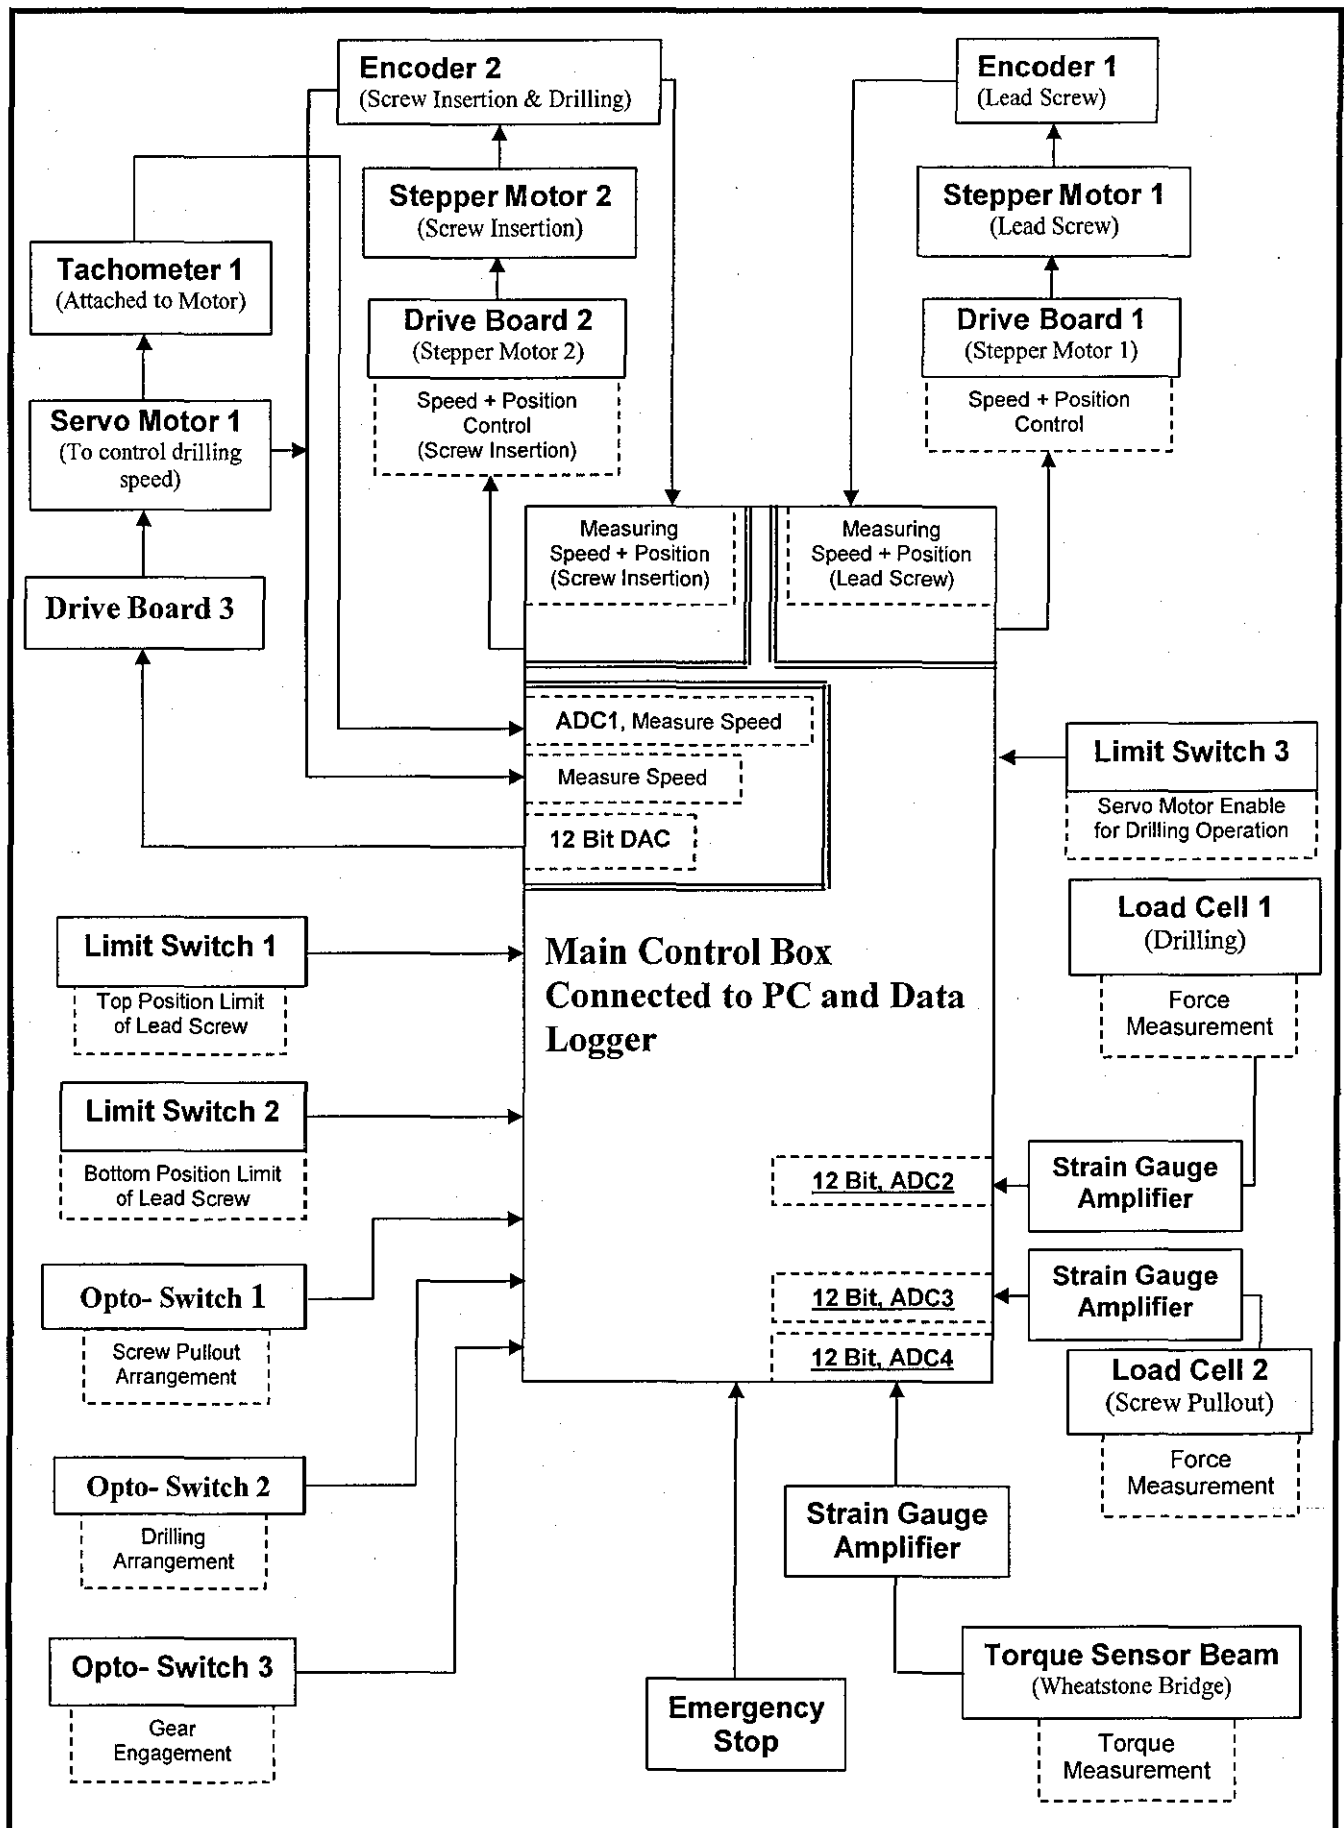 Encoder 2
(Screw Insertion & Drilling)
Encoder 1
(Lead Screw)
Stepper Motor 2
(Screw Insertion)
Stepper Motor 1
(Lead Screw)
Tachometer 1
(Attached to Motor)
Drive Board 2
(Stepper Motor 2)
Speed + Position
Control
(Screw Insertion)
Drive Board 1
(Stepper Motor 1)
Speed + Position
Control
Servo Motor 1
(To control drilling
speed)
Measuring
Speed + Position
(Screw Insertion)
Measuring
Speed + Position
(Lead Screw)
Drive Board 3
ADC1, Measure Speed
Measure Speed
12 Bit DAC
Limit Switch 3
Servo Motor Enable
for Drilling Operation
Limit Switch 1
Top Position Limit
of Lead Screw
Main Control Box
Connected to PC and Data
Logger
Load Cell 1
(Drilling)
Force
Measurement
Limit Switch 2
Bottom Position Limit
of Lead Screw
12 Bit, ADC2
Strain Gauge
Amplifier
Opto- Switch 1
Screw Pullout
Arrangement
12 Bit, ADC3
Strain Gauge
Amplifier
12 Bit, ADC4
Load Cell 2
(Screw Pullout)
Force
Measurement
Opto- Switch 2
Drilling
Arrangement
Strain Gauge
Amplifier
Opto- Switch 3
Gear
Engagement
Emergency
Stop
Torque Sensor Beam
(Wheatstone Bridge)
Torque
Measurement